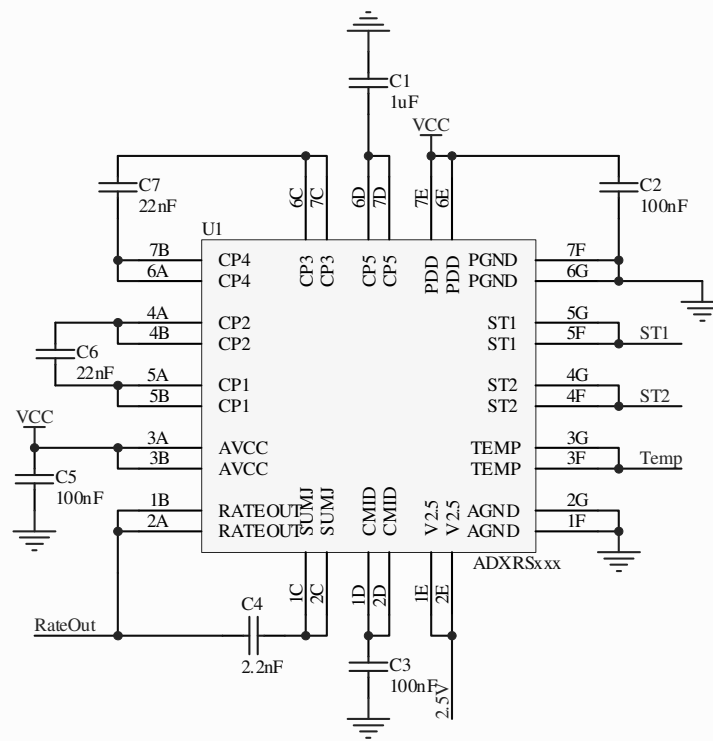 C1
1uF
VCC
C7
22nF
C2
100nF
6C
7C
6D
7D
7E
6E
U1
7B
6A
CP4
CP4
CP3
CP3
CP5
CP5
PDD
PDD
PGND
PGND
7F
6G
4A
4B
CP2
CP2
ST1
ST1
5G
5F
ST1
C6
22nF
5A
5B
CP1
CP1
ST2
ST2
4G
4F
ST2
VCC
3A
3B
AVCC
AVCC
TEMP
TEMP
3G
3F
Temp
C5
100nF
1B
2A
RATEOUT
RATEOUT
SUMJ
SUMJ
CMID
CMID
V2.5
V2.5
AGND
AGND
2G
1F
ADXRSxxx
1C
2C
1D
2D
1E
2E
RateOut
C4
2.2nF
C3
100nF
2.5V